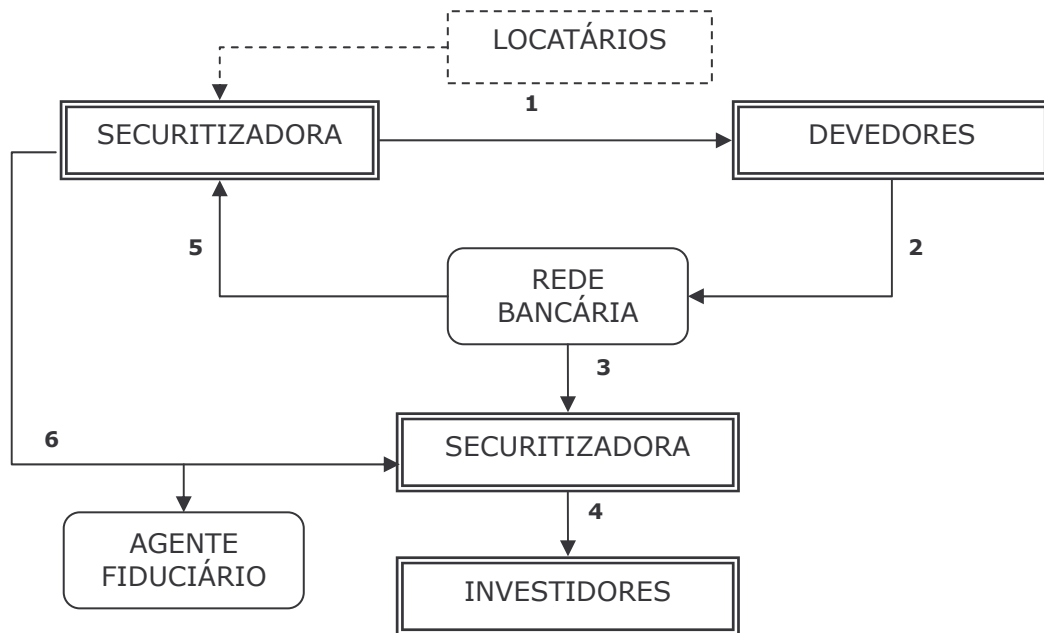 LOCATÁRIOS
1
SECURITIZADORA
DEVEDORES
5
2
REDE
BANCÁRIA
3
6
SECURITIZADORA
4
AGENTE
FIDUCIÁRIO
INVESTIDORES